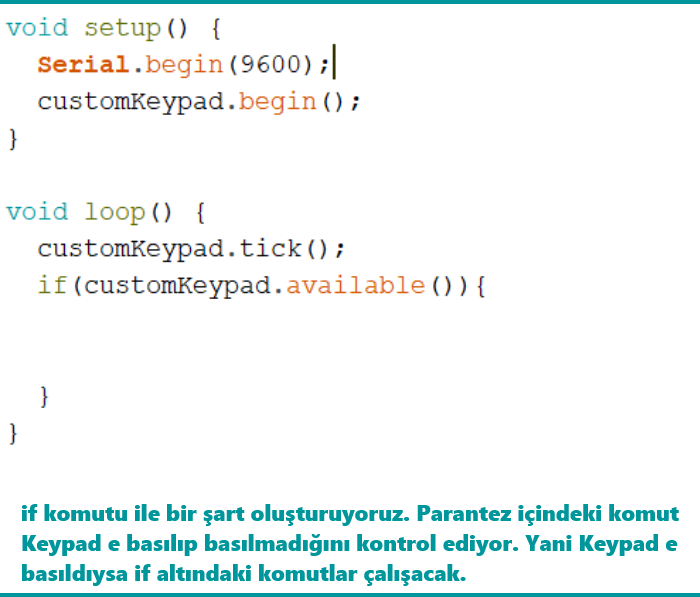 void setup() {
  Serial.begin(9600);
  customKeypad.begin();
}
void loop() {
  customKeypad.tick();
  if(customKeypad.available()){
  }
}
if komutu ile bir şart oluşturuyoruz. Parantez içindeki komut
Keypad e basılıp basılmadığını kontrol ediyor. Yani Keypad e
basıldıysa if altındaki komutlar çalışacak.